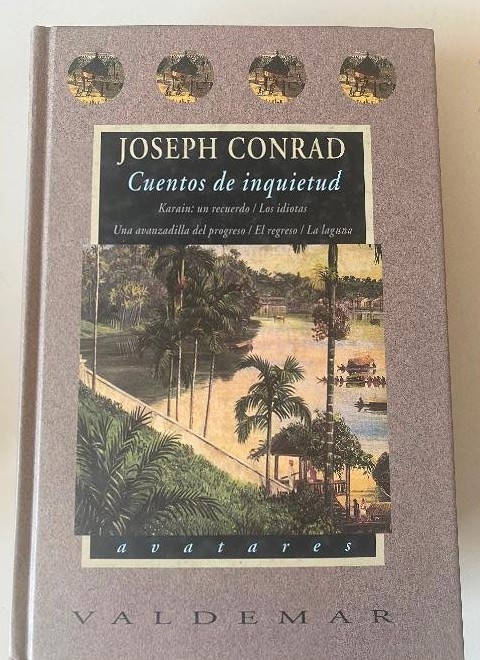 JOSEPH CONRAD
Cuentos de inquietud
Karain: un recuerdo / Los idiotas
Una avanzadilla del progreso / El regreso / La laguna
avatares
VALDEMAR